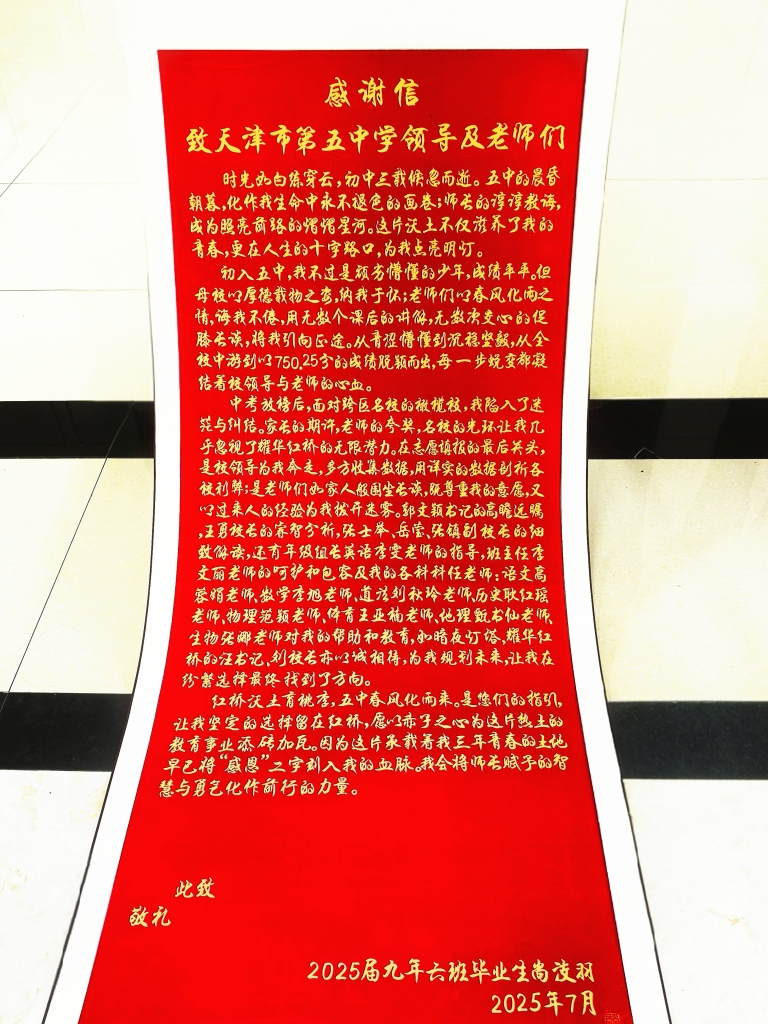 感谢信
致天津市第五中学领导及老师们
时光如白练穿云，初中三载倏忽而逝。五中的晨昏
朝暮，化作我生命中永不褪色的画卷；师长的谆谆教诲，
成为照亮前路的熠熠星河。这片沃土不仅滋养了我的
青春，更在人生的十字路口，为我点亮明灯。
初入五中，我不过是顽劣懵懂的少年，成绩平平。但
母校以厚德载物之姿，纳我于怀；老师们以春风化雨之
情，诲我不倦，用无数个课后的讲解，无数次交心的促
膝长谈，将我引向正途。从青涩懵懂到沉稳坚毅，从全
校中游到以750.25分的成绩脱颖而出，每一步蜕变都凝
结着校领导与老师的心血。
中考放榜后，面对跨区名校的橄榄枝，我陷入了迷
茫与纠结。家长的期许，老师的夸奖，名校的光环让我几
乎忽视了耀华红桥的无限潜力。在志愿填报的最后关头，
是校领导为我奔走，多方收集数据，用详实的数据剖析各
校利弊；是老师们如家人般围坐长谈，既尊重我的意愿，又
以过来人的经验为我拨开迷雾。郭文颖书记的高瞻远瞩，
王勇校长的睿智分析，张士举、岳莹、张镇副校长的细
致解读，还有年级组长英语李雯老师的指导，班主任李
文丽老师的呵护和包容及我的各科科任老师：语文高
蓉娟老师、数学李旭老师、道法刘秋玲老师、历史耿红瑶
老师、物理范颖老师、体育王亚楠老师、地理甄书仙老师、
生物张娜老师对我的帮助和教育，如暗夜灯塔。耀华红
桥的汪书记、刘校长亦以诚相待，为我规划未来，让我在
纷繁选择最终找到了方向。
红桥沃土育桃李，五中春风化雨来。是您们的指引，
让我坚定的选择留在红桥，愿以赤子之心为这片热土的
教育事业添砖加瓦。因为这片承载着我三年青春的土地
早已将“感恩”二字刻入我的血脉。我会将师长赋予的智
慧与勇气化作前行的力量。
此致
敬礼
2025届九年六班毕业生尚浚羽
2025年7月